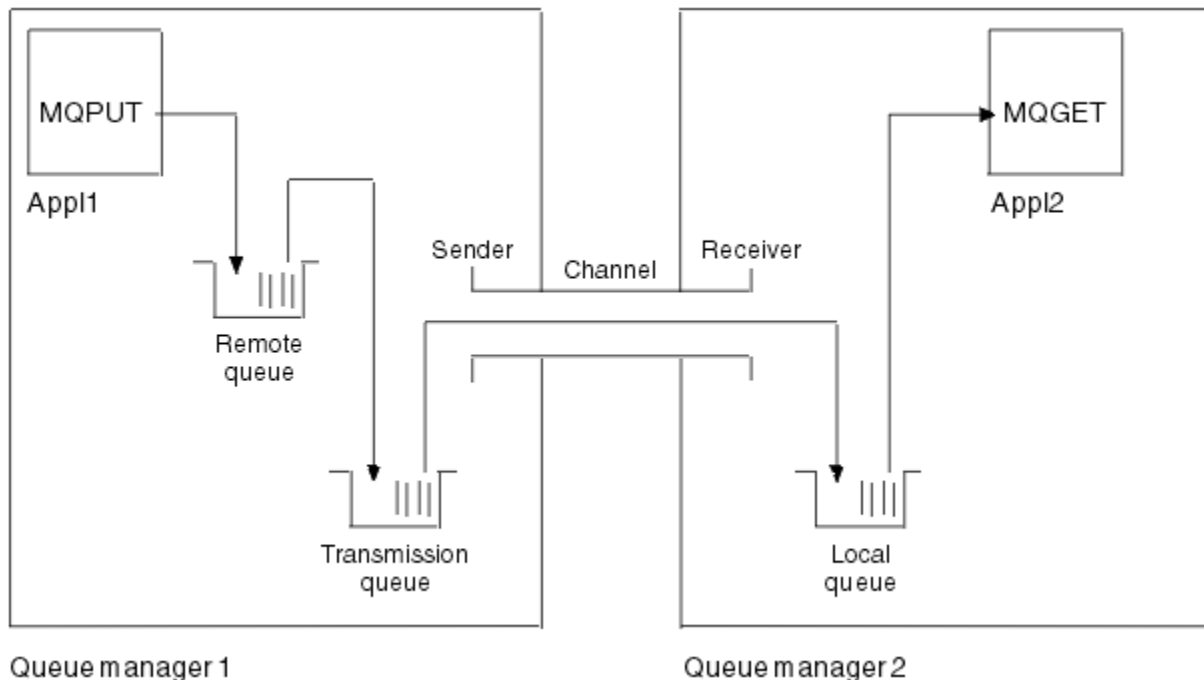 MQPUT
MQGET
Appl1
Appl2
Sender
Channel
Receiver
Remote
queue
Transmission
queue
Local
queue
Queue manager 1
Queue manager 2